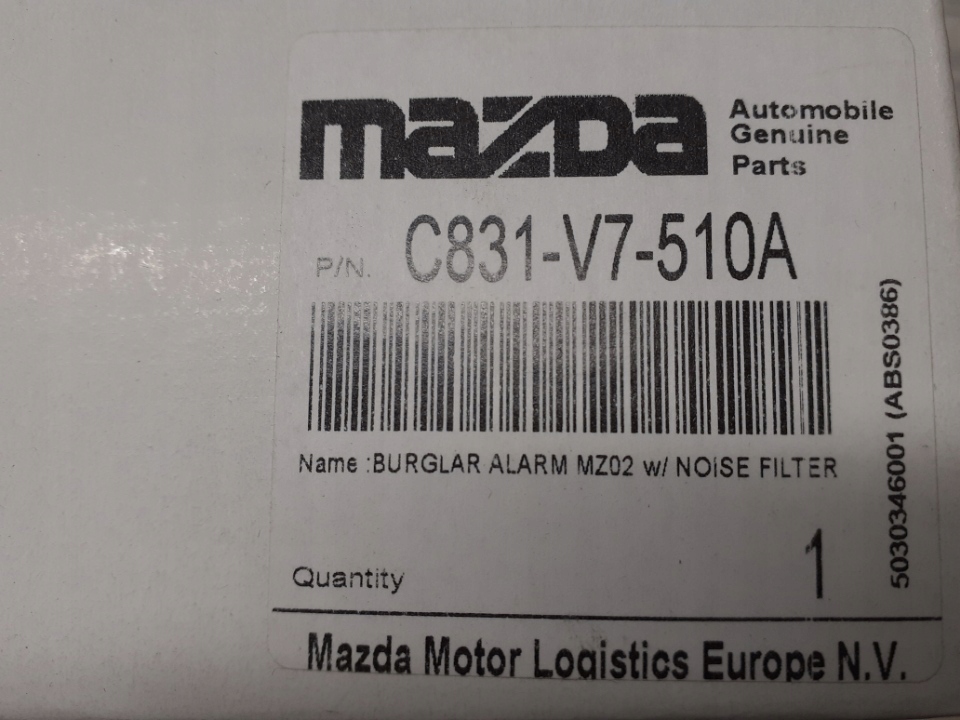 mazda
Automobile
Genuine
Parts
P/N. C831-V7-510A
Name :BURGLAR ALARM MZ02 w/ NOISE FILTER
Quantity 1
5030346001 (ABS0386)
Mazda Motor Logistics Europe N.V.